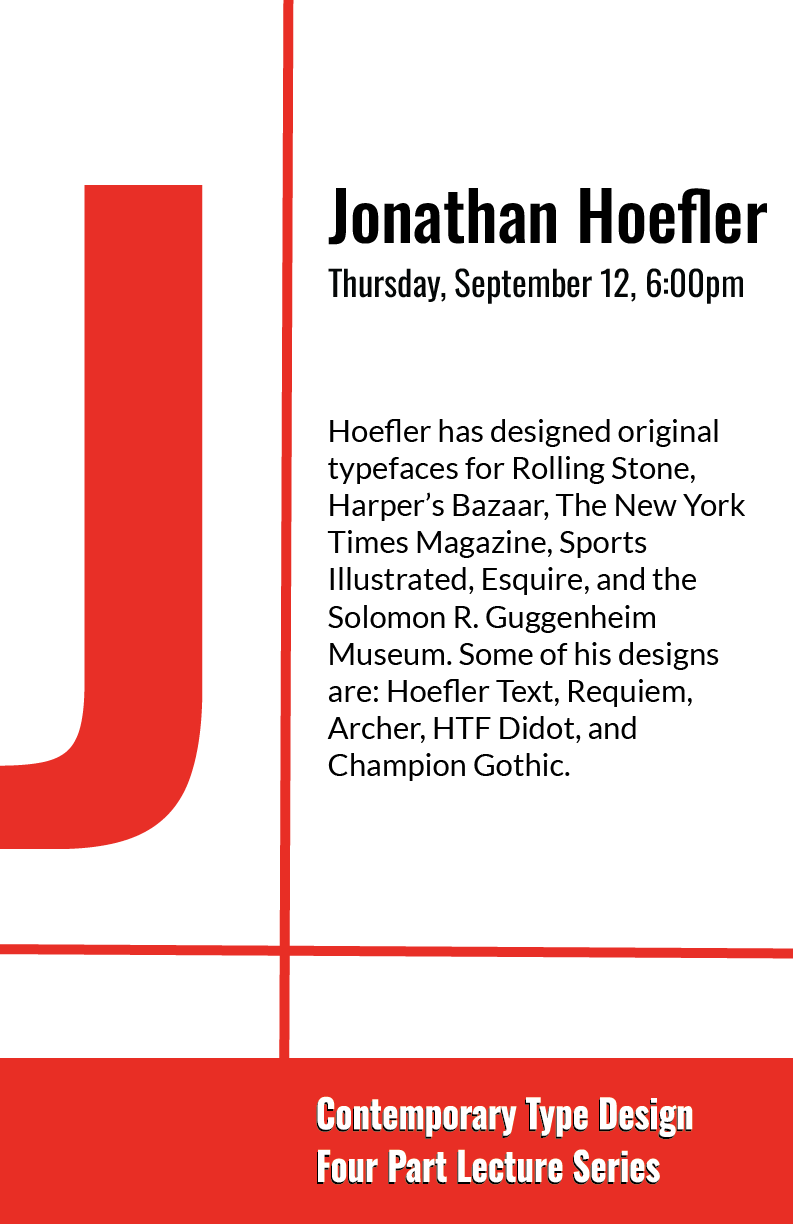 J
Jonathan Hoefler
Thursday, September 12, 6:00pm
Hoefler has designed original
typefaces for Rolling Stone,
Harper’s Bazaar, The New York
Times Magazine, Sports
Illustrated, Esquire, and the
Solomon R. Guggenheim
Museum. Some of his designs
are: Hoefler Text, Requiem,
Archer, HTF Didot, and
Champion Gothic.
Contemporary Type Design
Four Part Lecture Series